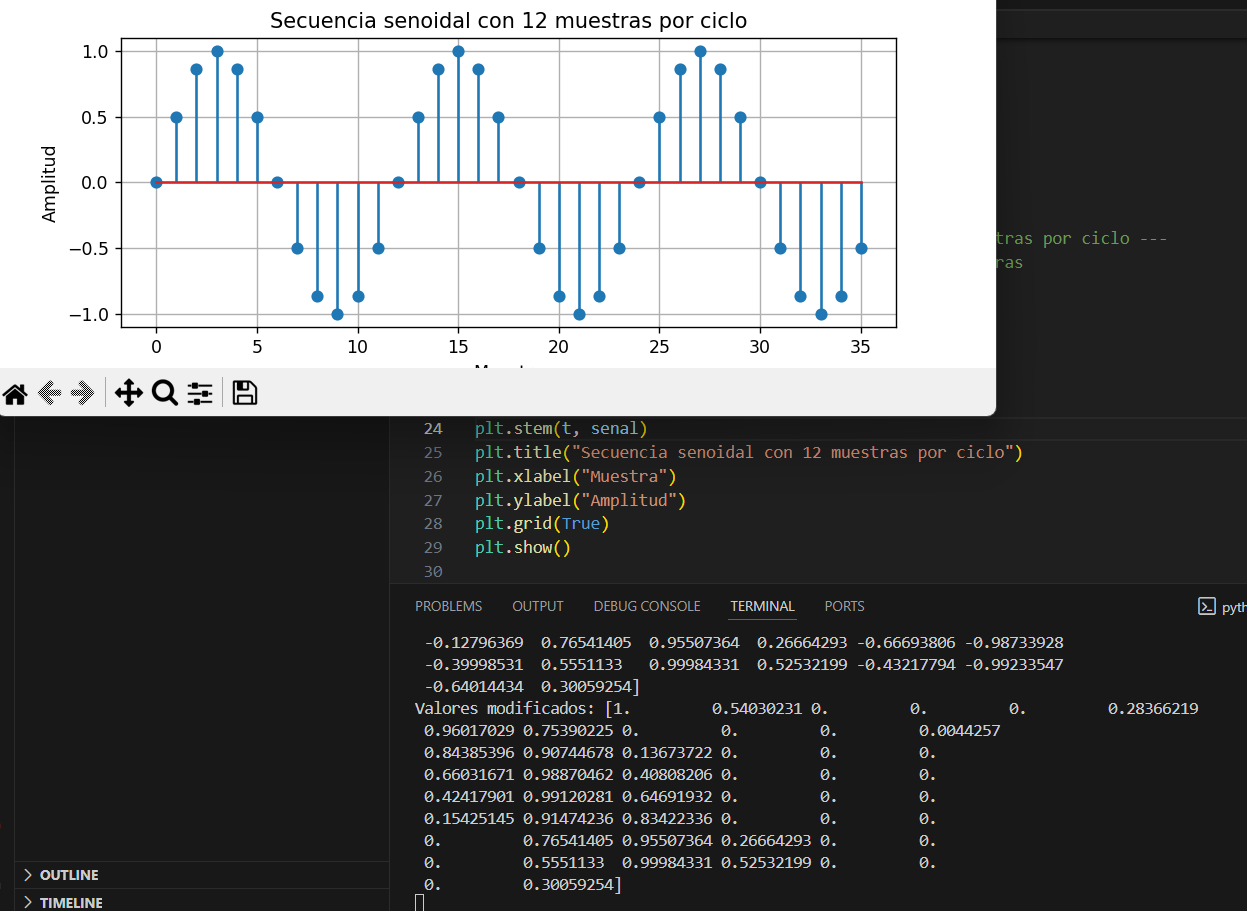 Secuencia senoidal con 12 muestras por ciclo
1.0
0.5
0.0
−0.5
−1.0
Amplitud
0 5 10 15 20 25 30 35
tras por ciclo ---
ras
24 plt.stem(t, senal)
25 plt.title("Secuencia senoidal con 12 muestras por ciclo")
26 plt.xlabel("Muestra")
27 plt.ylabel("Amplitud")
28 plt.grid(True)
29 plt.show()
30
PROBLEMS OUTPUT DEBUG CONSOLE TERMINAL PORTS pyth
-0.12796369 0.76541405 0.95507364 0.26664293 -0.66693806 -0.98733928
-0.39998531 0.5551133 0.99984331 0.52532199 -0.43217794 -0.99233547
-0.64014434 0.30059254]
Valores modificados: [1. 0.54030231 0. 0. 0. 0.28366219
0.96017029 0.75390225 0. 0. 0. 0.0044257
0.84385396 0.90744678 0.13673722 0. 0. 0.
0.66031671 0.98870462 0.40808206 0. 0. 0.
0.42417901 0.99120281 0.64691932 0. 0. 0.
0.15425145 0.91474236 0.83422336 0. 0. 0.
0. 0.76541405 0.95507364 0.26664293 0. 0.
0. 0.5551133 0.99984331 0.52532199 0. 0.
0. 0.30059254]
OUTLINE
TIMELINE